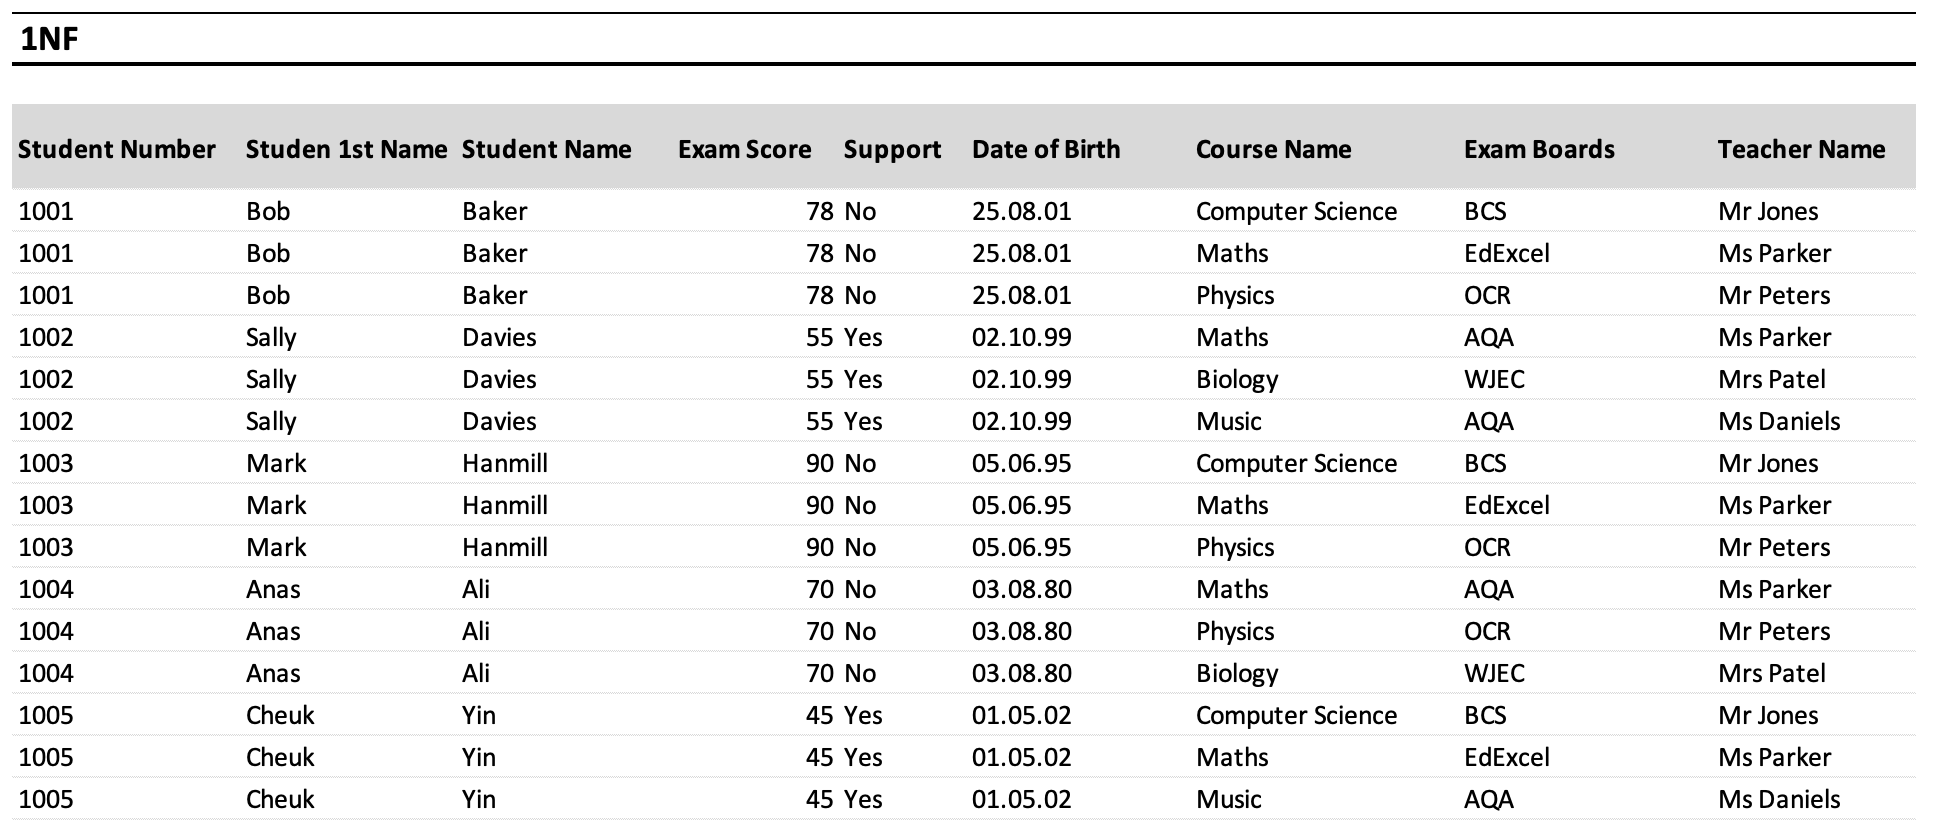 1NF
Student Number Studen 1st Name Student Name Exam Score Support Date of Birth Course Name Exam Boards Teacher Name
1001 Bob Baker 78 No 25.08.01 Computer Science BCS Mr Jones
1001 Bob Baker 78 No 25.08.01 Maths EdExcel Ms Parker
1001 Bob Baker 78 No 25.08.01 Physics OCR Mr Peters
1002 Sally Davies 55 Yes 02.10.99 Maths AQA Ms Parker
1002 Sally Davies 55 Yes 02.10.99 Biology WJEC Mrs Patel
1002 Sally Davies 55 Yes 02.10.99 Music AQA Ms Daniels
1003 Mark Hanmill 90 No 05.06.95 Computer Science BCS Mr Jones
1003 Mark Hanmill 90 No 05.06.95 Maths EdExcel Ms Parker
1003 Mark Hanmill 90 No 05.06.95 Physics OCR Mr Peters
1004 Anas Ali 70 No 03.08.80 Maths AQA Ms Parker
1004 Anas Ali 70 No 03.08.80 Physics OCR Mr Peters
1004 Anas Ali 70 No 03.08.80 Biology WJEC Mrs Patel
1005 Cheuk Yin 45 Yes 01.05.02 Computer Science BCS Mr Jones
1005 Cheuk Yin 45 Yes 01.05.02 Maths EdExcel Ms Parker
1005 Cheuk Yin 45 Yes 01.05.02 Music AQA Ms Daniels